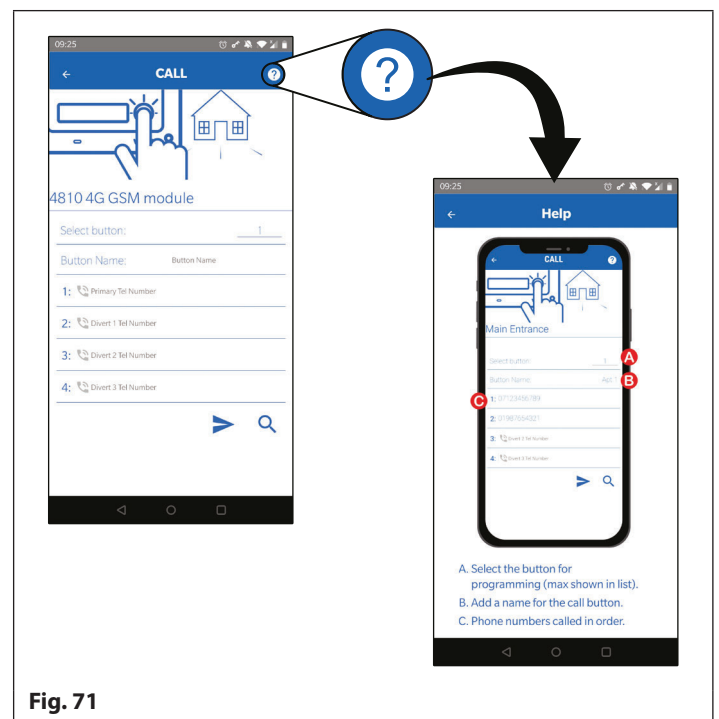 09:25
CALL
?
?
4810 4G GSM module
Select button: 1
Button Name: Button Name
1: Primary Tel Number
2: Divert 1 Tel Number
3: Divert 2 Tel Number
4: Divert 3 Tel Number
09:25
Help
CALL
?
Main Entrance
Select button: 1
A
Button Name: Apt
B
C
1: 07123456789
2: 01987654321
3: Divert 2 Tel Number
4: Divert 3 Tel Number
A. Select the button for
programming (max shown in list).
B. Add a name for the call button.
C. Phone numbers called in order.
Fig. 71